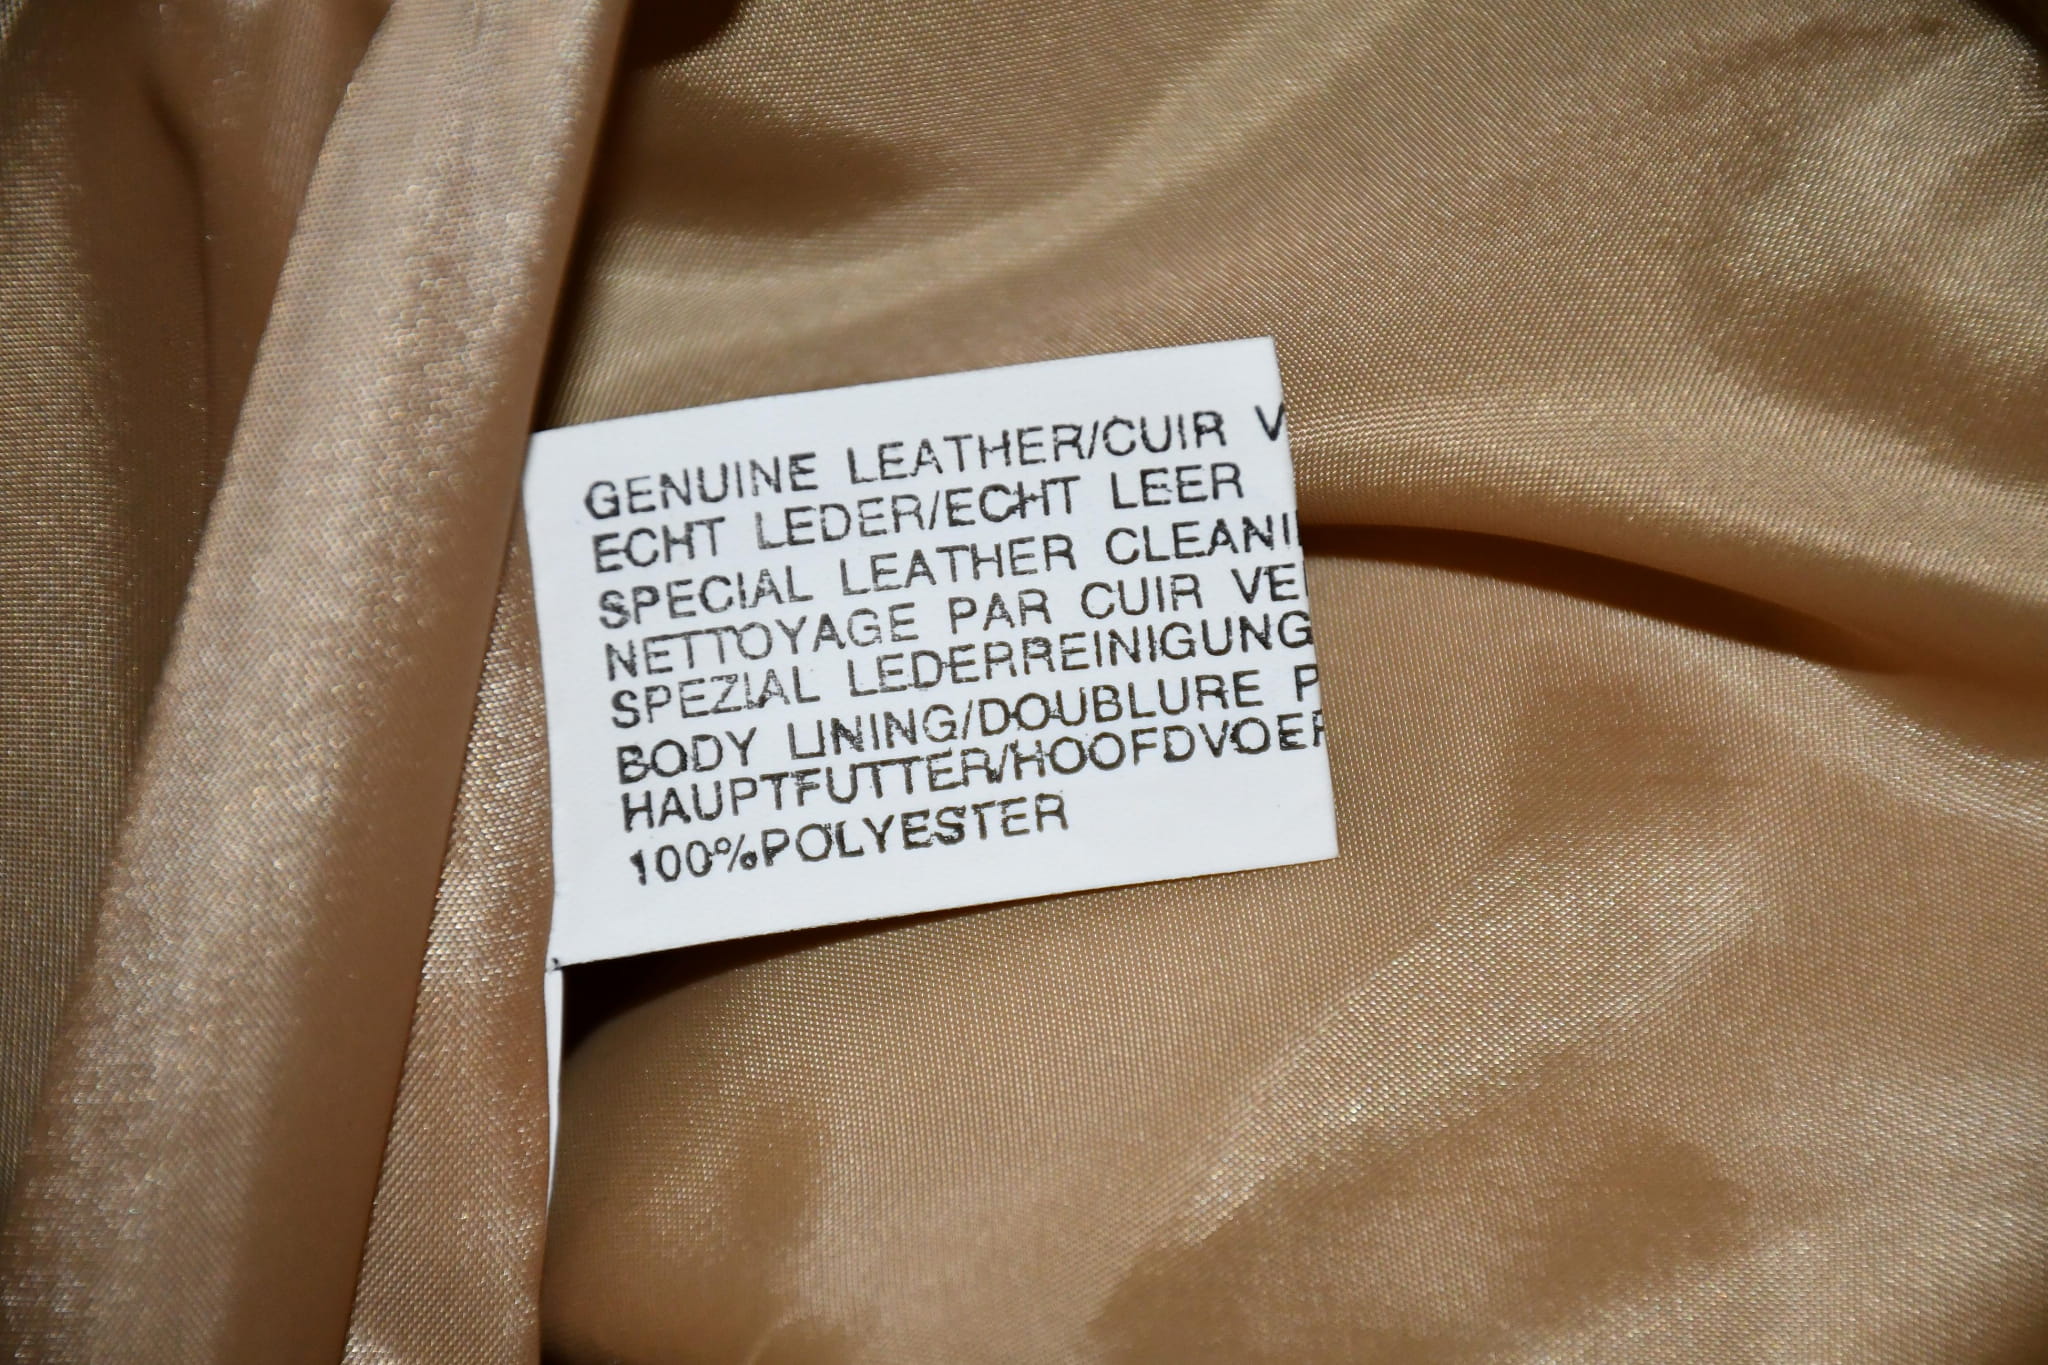 GENUINE LEATHER/CUIR V
ECHT LEDER/ECHT LEER
SPECIAL LEATHER CLEANI
NETTOYAGE PAR CUIR VE
SPEZIAL LEDERREINIGUNG
BODY LINING/DOUBLURE P
HAUPTFUTTER/HOOFDVOER
100%POLYESTER